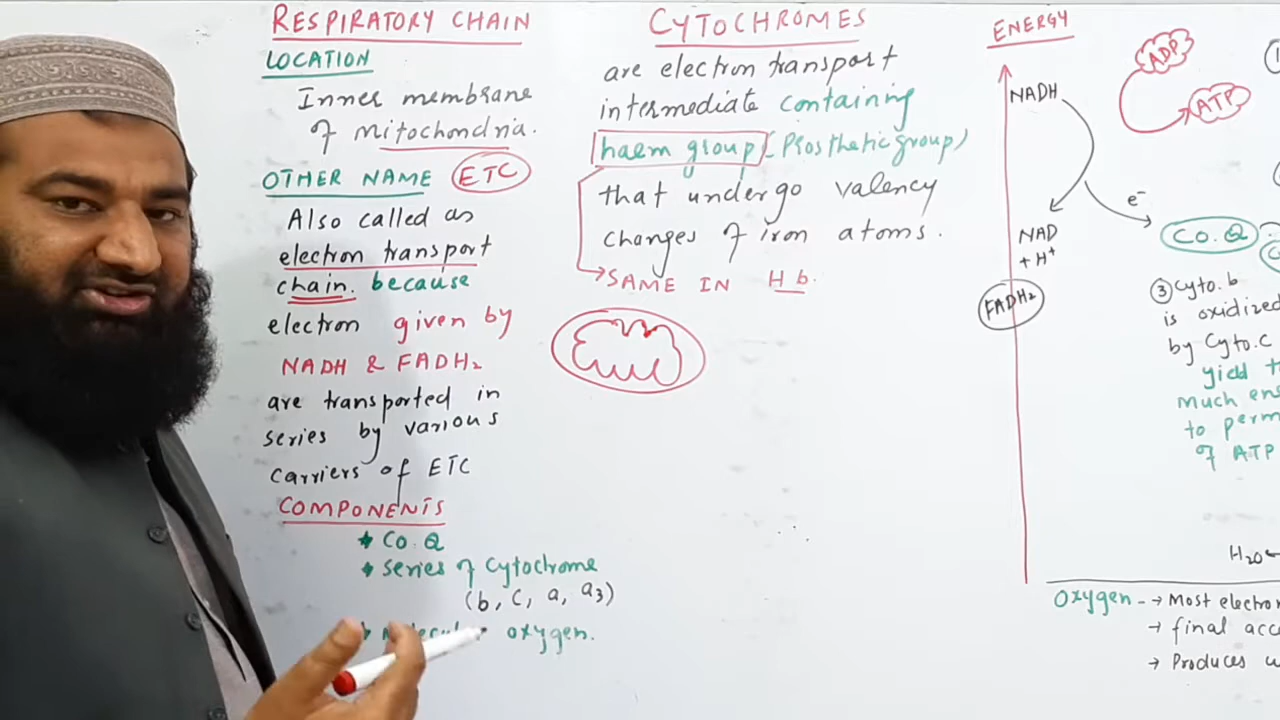 RESPIRATORY CHAIN
LOCATION
Inner membrane
of mitochondria.
OTHER NAME ETC
Also called as
electron transport
chain. because
electron given by
NADH & FADH₂
are transported in
series by various
carriers of ETC
COMPONENTS
* Co.Q
* series of Cytochrome
(b, c, a, a₃)
oxygen.
CYTOCHROMES
are electron transport
intermediate containing
haem group (Prosthetic group)
that undergo valency
changes of iron atoms.
SAME IN Hb.
ENERGY
ADP
ATP
NADH
e⁻
NAD
+ H⁺
FADH₂
Co.Q
③ Cyto.b
is oxidized
by Cyto.c
yield
much
to
of ATP
H₂O
Oxygen → Most
→ final
→ Produces